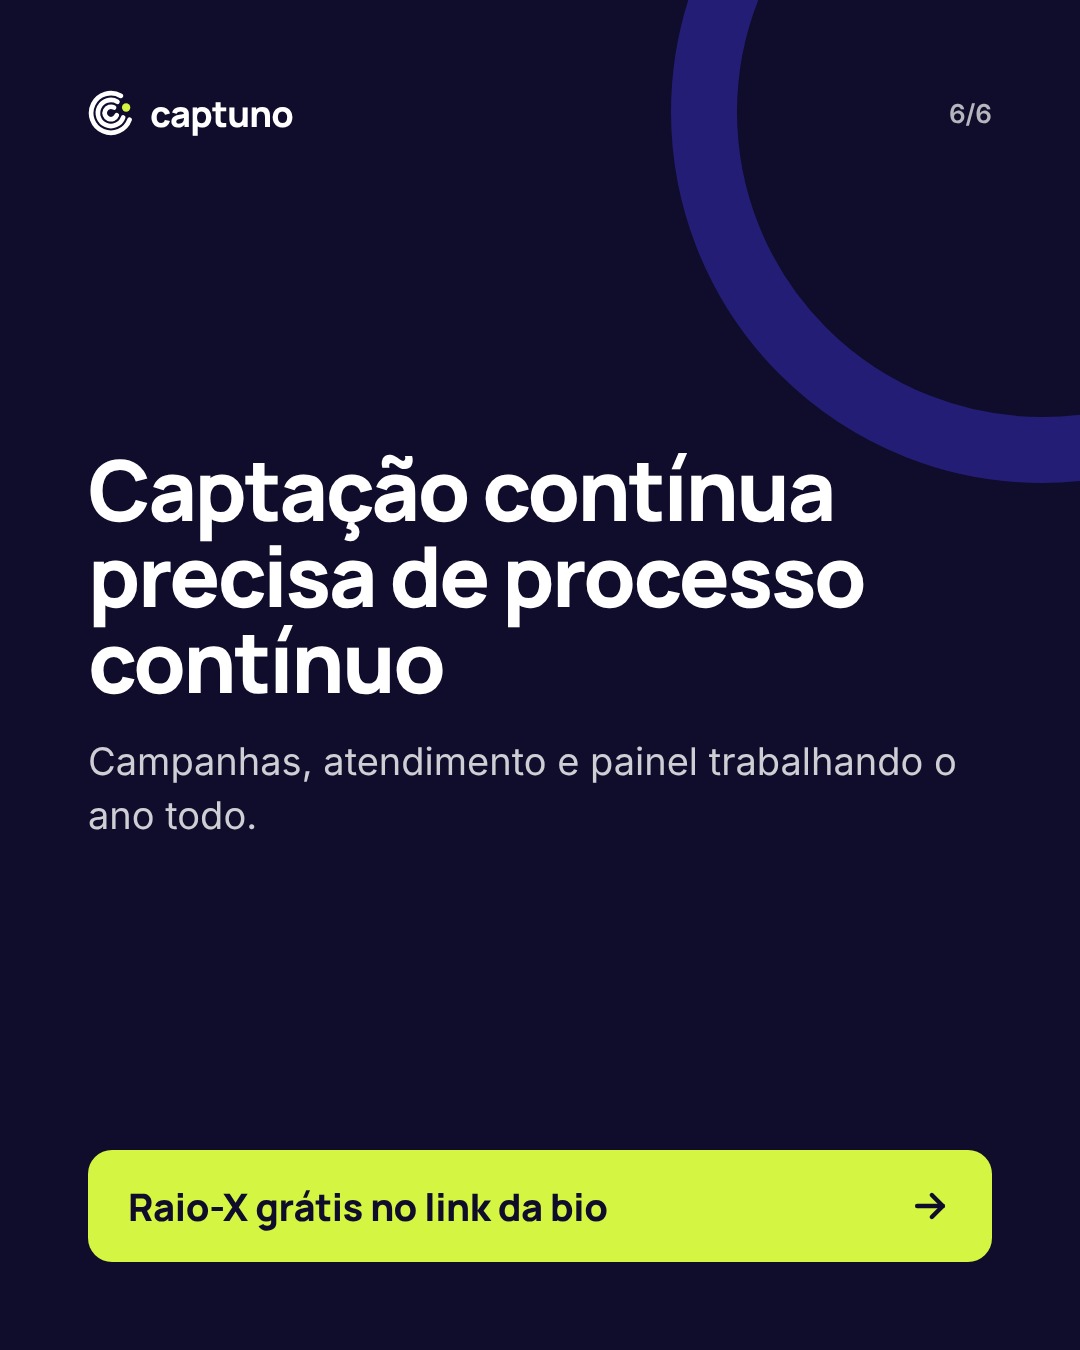 captuno
6/6
Captação contínua
precisa de processo
contínuo
Campanhas, atendimento e painel trabalhando o
ano todo.
Raio-X grátis no link da bio →